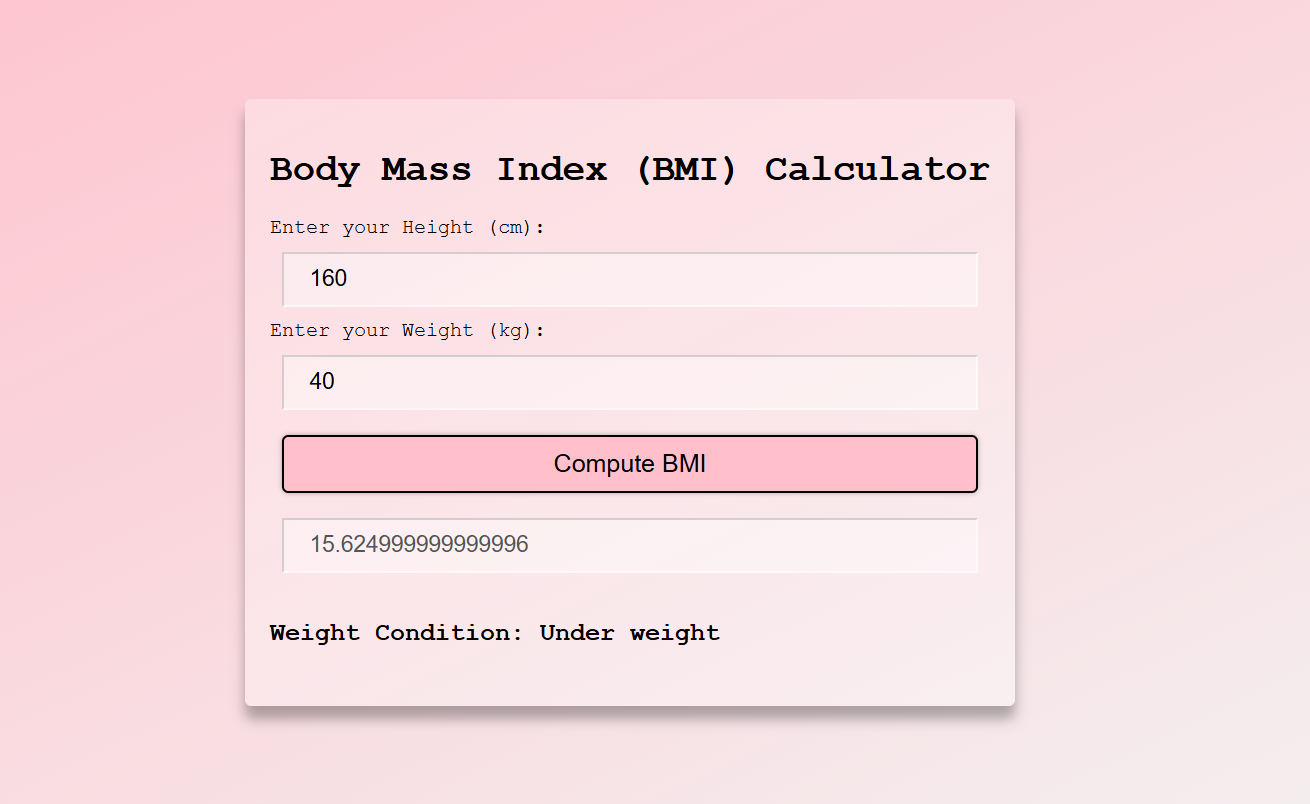 Body Mass Index (BMI) Calculator
Enter your Height (cm):
160
Enter your Weight (kg):
40
Compute BMI
15.624999999999996
Weight Condition: Under weight